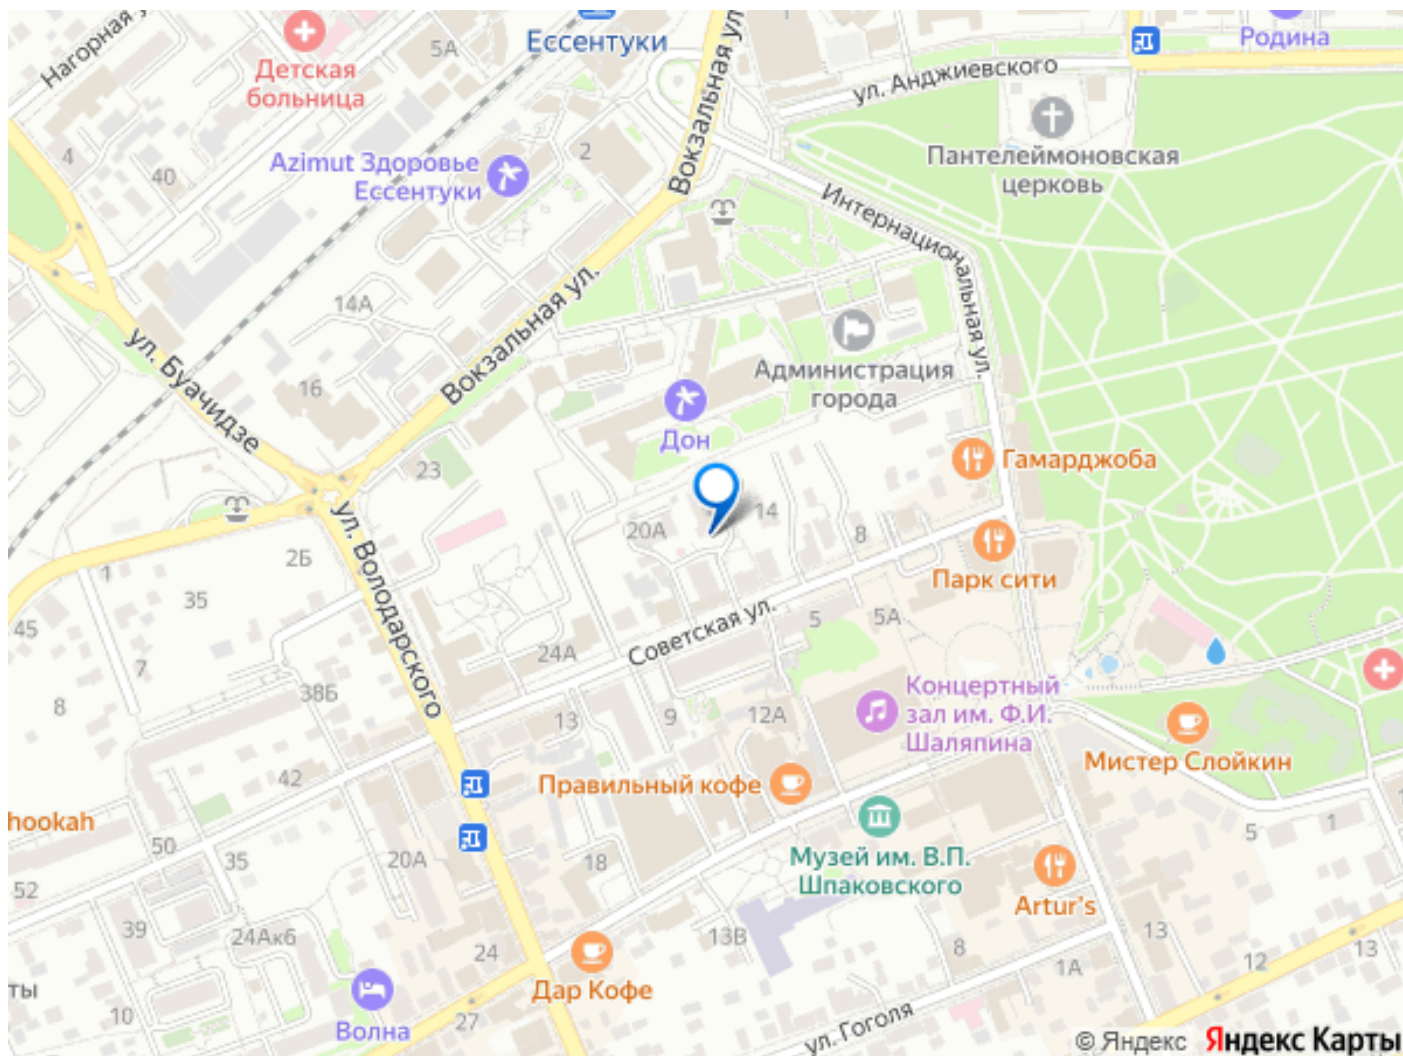 Нагорная у
5А
Ессентуки
Родина
Детская
больница
ул. Анджиевского
Вокзальная ул.
4
40
2
Azimut Здоровье
Ессентуки
Пантелеймоновская
церковь
Интернациональная ул.
14А
ул. Буачидзе
16
Вокзальная ул.
Администрация
города
Дон
Гамарджоба
23
20А
14
8
ул. Володарского
2Б
1
35
45
7
8
38Б
24А
Советская ул.
5
5А
Парк сити
Концертный
зал им. Ф.И.
Шаляпина
13
9
12А
Мистер Слойкин
42
Правильный кофе
hookah
50
35
20А
18
52
Музей им. В.П.
Шпаковского
Artur's
5
1
39
24Ак6
24
13В
8
13
1А
12
13
ты
10
Волна
27
Дар Кофе
ул. Гоголя
© Яндекс Яндекс Карты